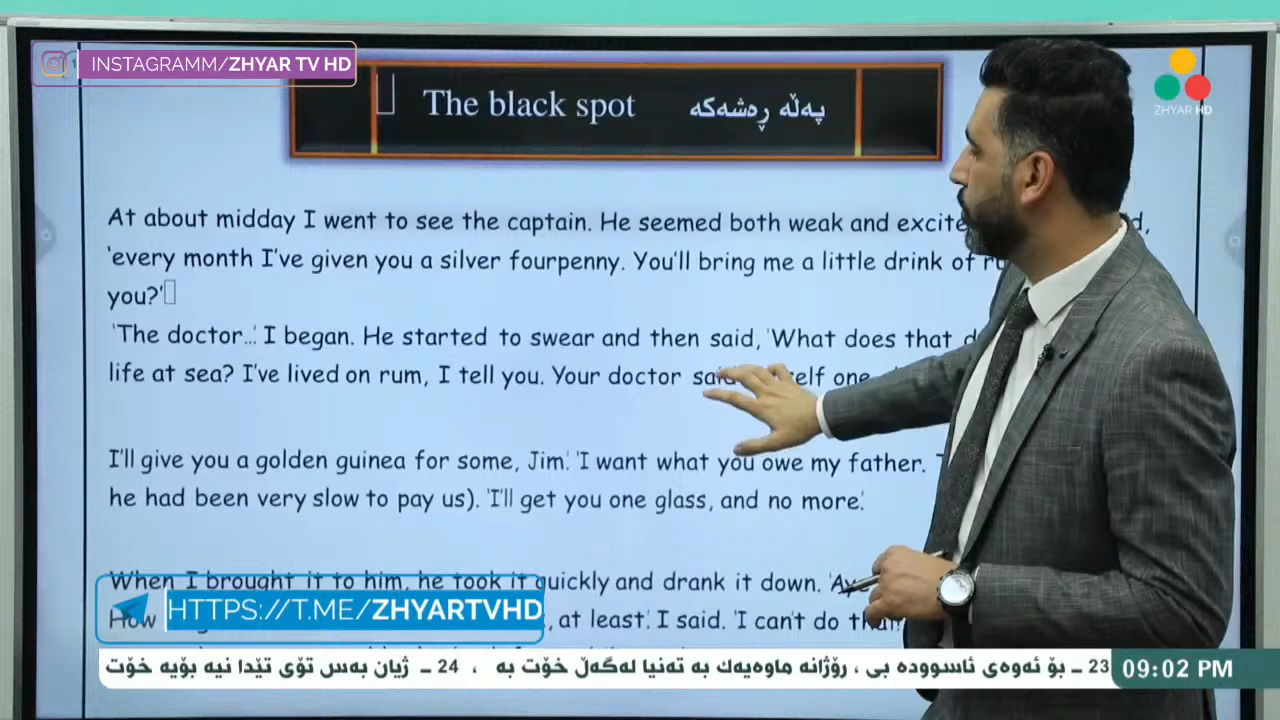 INSTAGRAMM/ZHYAR TV HD
ZHYAR HD
The black spot پەڵە ڕەشەکە
At about midday I went to see the captain. He seemed both weak and
'every month I've given you a silver fourpenny. You'll bring me a little drink of
you?'
'The doctor...' I began. He started to swear and then said, 'What does that
life at sea? I've lived on rum, I tell you. Your doctor
I'll give you a golden guinea for some, Jim.' 'I want what you owe my father.
he had been very slow to pay us). 'I'll get you one glass, and no more.'
When I brought it to him, he took it quickly and drank it down.
, at least.' I said. 'I can't do that!
HTTPS://T.ME/ZHYARTVHD
23 ـ بۆ ئەوەی ئاسوودە بی ، رۆژانە ماوەیەك بە تەنیا لەگەڵ خۆت بە ، 24 ـ ژیان بەس تۆی تێدا نیە بۆیە خۆت
09:02 PM